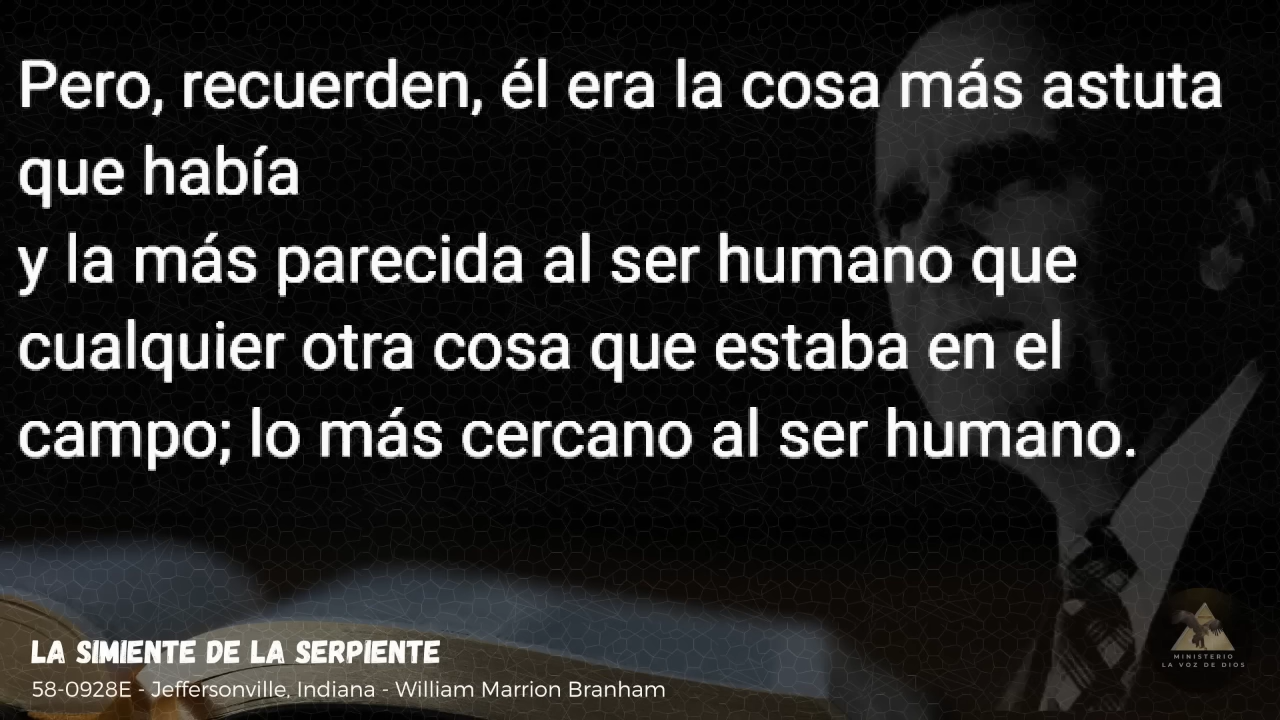 Pero, recuerden, él era la cosa más astuta
que había
y la más parecida al ser humano que
cualquier otra cosa que estaba en el
campo; lo más cercano al ser humano.
LA SIMIENTE DE LA SERPIENTE
58-0928E - Jeffersonville, Indiana - William Marrion Branham
MINISTERIO
LA VOZ DE DIOS